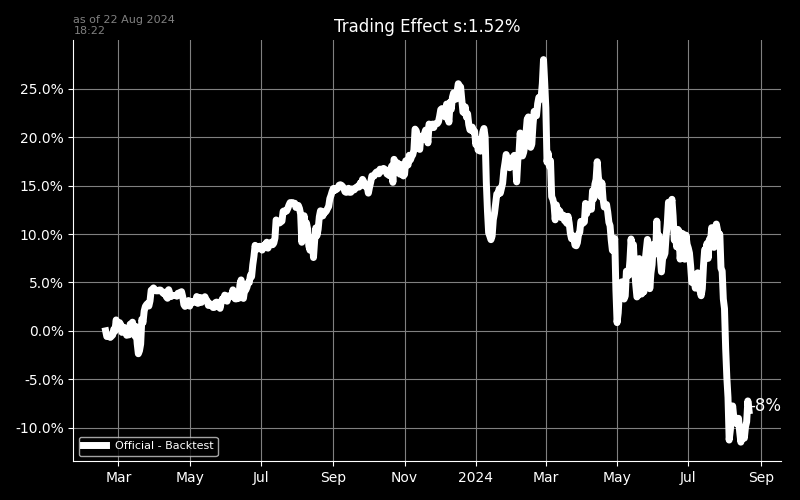 as of 22 Aug 2024
18:22
Trading Effect s:1.52%
25.0%
20.0%
15.0%
10.0%
5.0%
0.0%
-5.0%
-10.0%
-8%
Official - Backtest
Mar May Jul Sep Nov 2024 Mar May Jul Sep